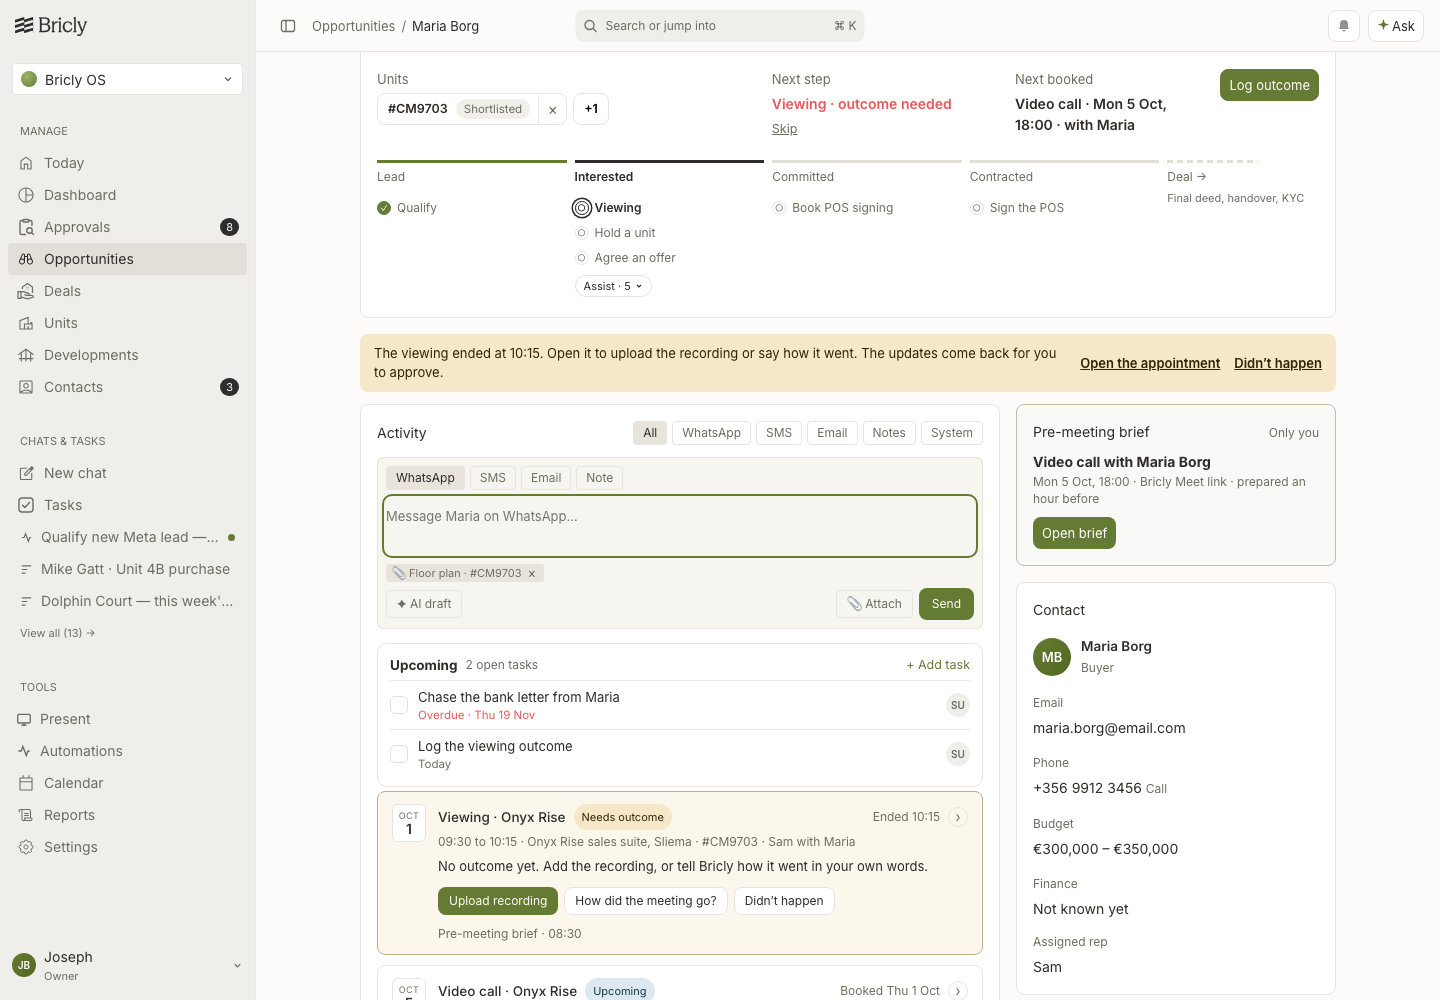 Bricly
Opportunities / Maria Borg
Search or jump into
⌘ K
Ask
Bricly OS
MANAGE
Today
Dashboard
Approvals
8
Opportunities
Deals
Units
Developments
Contacts
3
CHATS & TASKS
New chat
Tasks
Qualify new Meta lead —...
Mike Gatt · Unit 4B purchase
Dolphin Court — this week'...
View all (13) →
TOOLS
Present
Automations
Calendar
Reports
Settings
JB
Joseph
Owner
Units
#CM9703
Shortlisted
×
+1
Next step
Viewing · outcome needed
Skip
Next booked
Video call · Mon 5 Oct,
18:00 · with Maria
Log outcome
Lead
Qualify
Interested
Viewing
Hold a unit
Agree an offer
Assist · 5
Committed
Book POS signing
Contracted
Sign the POS
Deal →
Final deed, handover, KYC
The viewing ended at 10:15. Open it to upload the recording or say how it went. The updates come back for you
to approve.
Open the appointment
Didn’t happen
Activity
All
WhatsApp
SMS
Email
Notes
System
WhatsApp
SMS
Email
Note
Message Maria on WhatsApp...
📎 Floor plan · #CM9703 ×
✦ AI draft
📎 Attach
Send
Upcoming
2 open tasks
+ Add task
Chase the bank letter from Maria
Overdue · Thu 19 Nov
SU
Log the viewing outcome
Today
SU
OCT
1
Viewing · Onyx Rise
Needs outcome
Ended 10:15
09:30 to 10:15 · Onyx Rise sales suite, Sliema · #CM9703 · Sam with Maria
No outcome yet. Add the recording, or tell Bricly how it went in your own words.
Upload recording
How did the meeting go?
Didn’t happen
Pre-meeting brief · 08:30
OCT
5
Video call · Onyx Rise
Upcoming
Booked Thu 1 Oct
Pre-meeting brief
Only you
Video call with Maria Borg
Mon 5 Oct, 18:00 · Bricly Meet link · prepared an
hour before
Open brief
Contact
MB
Maria Borg
Buyer
Email
maria.borg@email.com
Phone
+356 9912 3456 Call
Budget
€300,000 – €350,000
Finance
Not known yet
Assigned rep
Sam